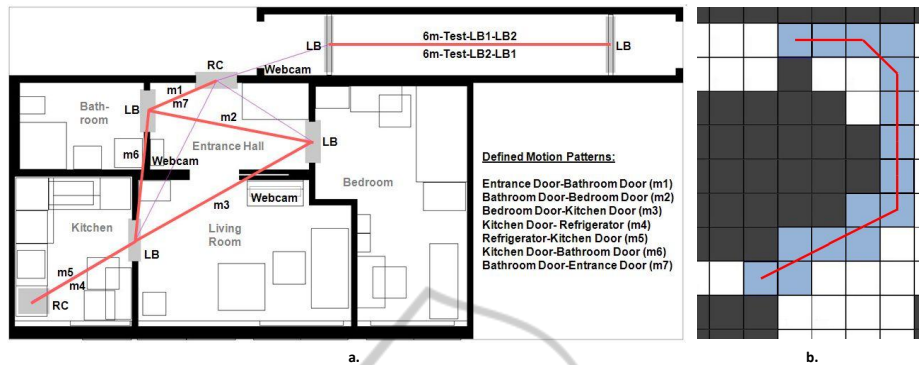 6m-Test-LB1-LB2
LB
LB
6m-Test-LB2-LB1
RC
Webcam
m1
m7
Bath-
room
LB
m2
Entrance Hall
LB
m6
Webcam
Defined Motion Patterns:
Entrance Door-Bathroom Door (m1)
Bathroom Door-Bedroom Door (m2)
Bedroom Door-Kitchen Door (m3)
Kitchen Door- Refrigerator (m4)
Refrigerator-Kitchen Door (m5)
Kitchen Door-Bathroom Door (m6)
Bathroom Door-Entrance Door (m7)
Bedroom
Webcam
m3
Kitchen
Living
Room
LB
m5
m4
RC
a.
b.